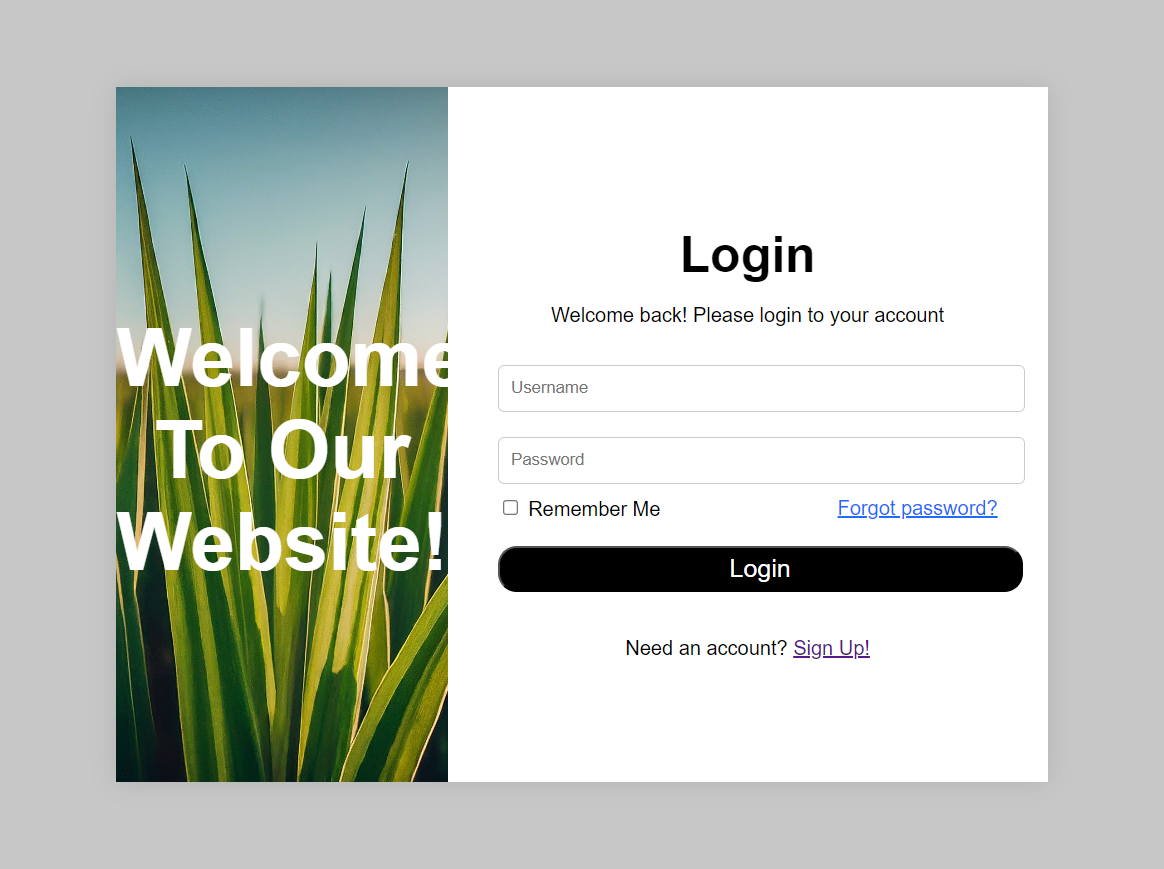 Welcome
To Our
Website!
Login
Welcome back! Please login to your account
Username
Password
Remember Me
Forgot password?
Login
Need an account? Sign Up!